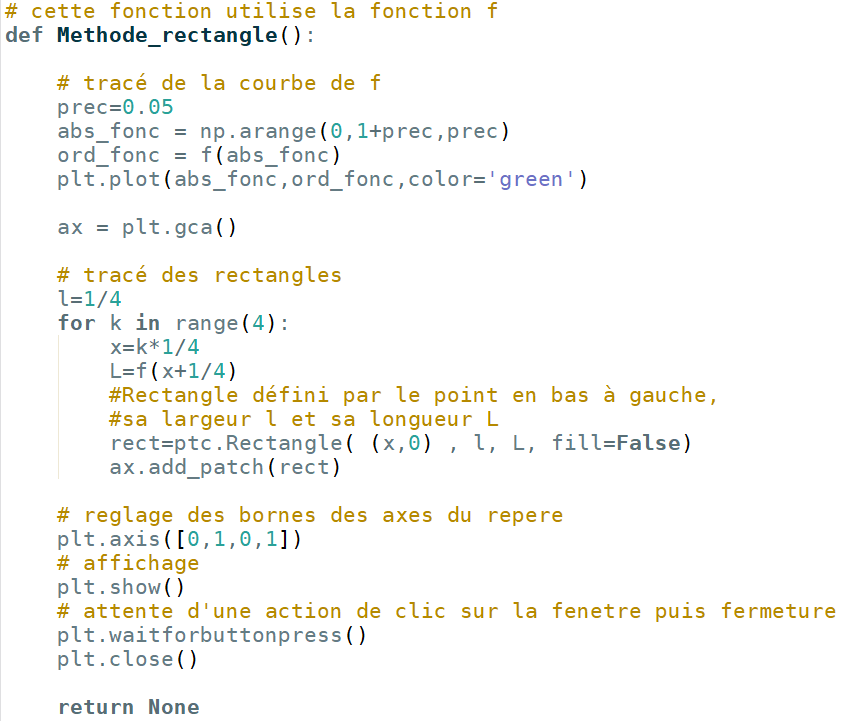 # cette fonction utilise la fonction f
def Methode_rectangle():
    # tracé de la courbe de f
    prec=0.05
    abs_fonc = np.arange(0,1+prec,prec)
    ord_fonc = f(abs_fonc)
    plt.plot(abs_fonc,ord_fonc,color='green')
    ax = plt.gca()
    # tracé des rectangles
    l=1/4
    for k in range(4):
        x=k*1/4
        L=f(x+1/4)
        #Rectangle défini par le point en bas à gauche,
        #sa largeur l et sa longueur L
        rect=ptc.Rectangle( (x,0) , l, L, fill=False)
        ax.add_patch(rect)
    # reglage des bornes des axes du repere
    plt.axis([0,1,0,1])
    # affichage
    plt.show()
    # attente d'une action de clic sur la fenetre puis fermeture
    plt.waitforbuttonpress()
    plt.close()
    return None